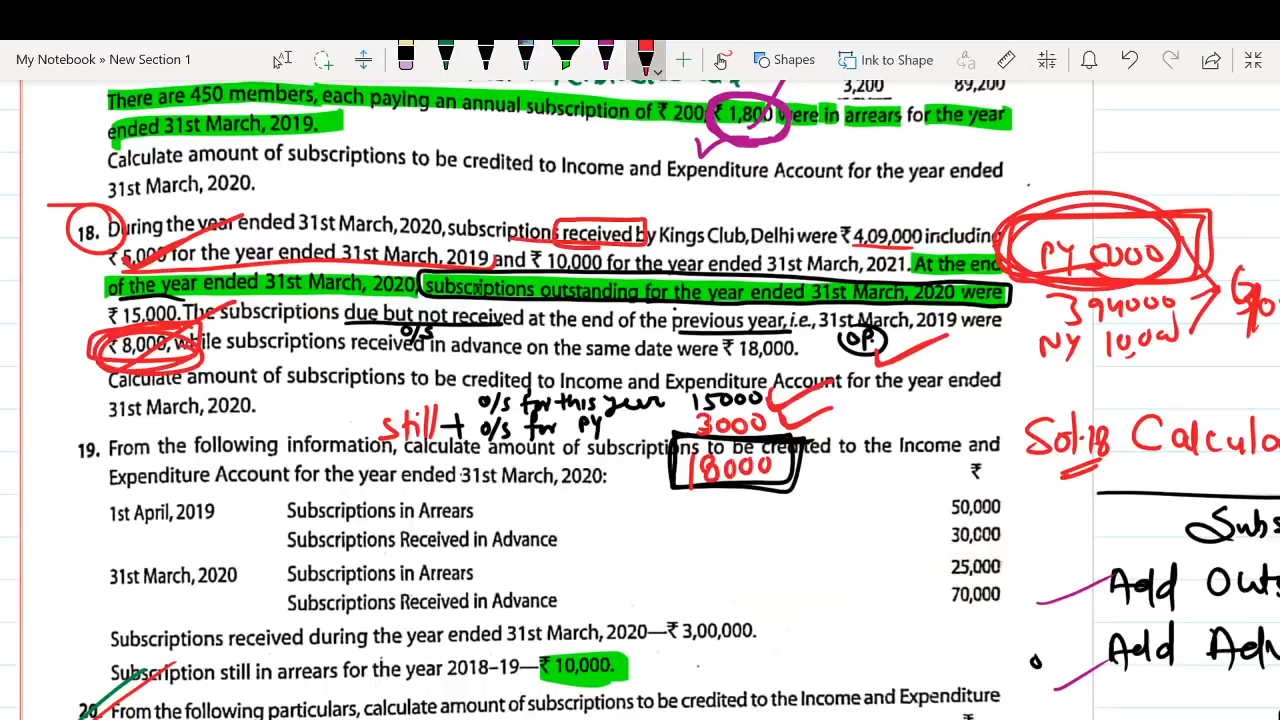 My Notebook » New Section 1
Shapes
Ink to Shape
3,200 89,200
There are 450 members, each paying an annual subscription of ₹ 200, ₹ 1,800 were in arrears for the year
ended 31st March, 2019.
Calculate amount of subscriptions to be credited to Income and Expenditure Account for the year ended
31st March, 2020.
18. During the year ended 31st March, 2020, subscriptions received by Kings Club, Delhi were ₹ 4,09,000 including
₹ 5,000 for the year ended 31st March, 2019 and ₹ 10,000 for the year ended 31st March, 2021. At the end
of the year ended 31st March, 2020 subscriptions outstanding for the year ended 31st March, 2020 were
₹ 15,000. The subscriptions due but not received at the end of the previous year, i.e., 31st March, 2019 were
₹ 8,000, while subscriptions received in advance on the same date were ₹ 18,000.
O/S
OP.
PY 5000
394000
NY 10,000
Calculate amount of subscriptions to be credited to Income and Expenditure Account for the year ended
31st March, 2020.
O/S for this year 15000
still + O/S for PY 3000
18000
Sol.18
19. From the following information, calculate amount of subscriptions to be credited to the Income and
Expenditure Account for the year ended 31st March, 2020:
₹
1st April, 2019 Subscriptions in Arrears 50,000
Subscriptions Received in Advance 30,000
31st March, 2020 Subscriptions in Arrears 25,000
Subscriptions Received in Advance 70,000
Add
Add
Subscriptions received during the year ended 31st March, 2020—₹ 3,00,000.
Subscription still in arrears for the year 2018–19—₹ 10,000.
20. From the following particulars, calculate amount of subscriptions to be credited to the Income and Expenditure
₹